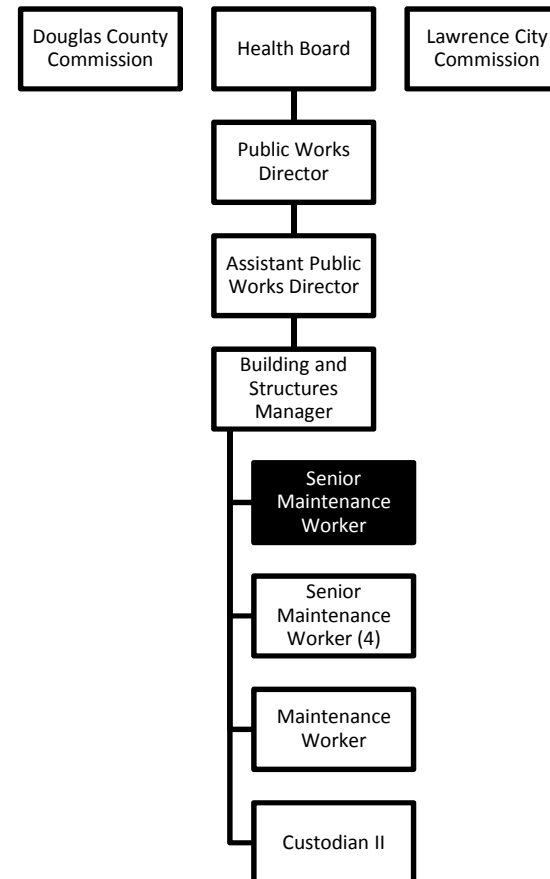 Douglas County
Commission
Health Board
Lawrence City
Commission
Public Works
Director
Assistant Public
Works Director
Building and
Structures
Manager
Senior
Maintenance
Worker
Senior
Maintenance
Worker (4)
Maintenance
Worker
Custodian II